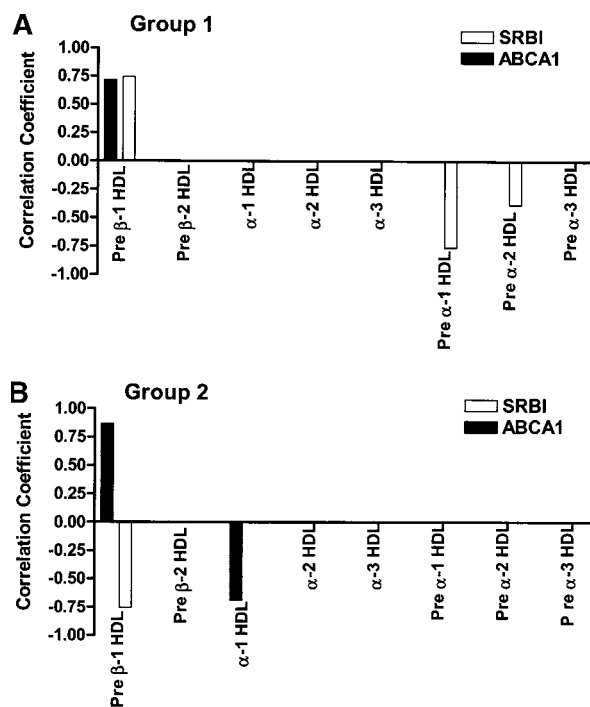 A
Group 1
SRBI
ABCA1
Correlation Coefficient
1.00
0.75
0.50
0.25
0.00
-0.25
-0.50
-0.75
-1.00
Pre β-1 HDL
Pre β-2 HDL
α-1 HDL
α-2 HDL
α-3 HDL
Pre α-1 HDL
Pre α-2 HDL
Pre α-3 HDL
B
Group 2
SRBI
ABCA1
Correlation Coefficient
1.00
0.75
0.50
0.25
0.00
-0.25
-0.50
-0.75
-1.00
Pre β-1 HDL
Pre β-2 HDL
α-1 HDL
α-2 HDL
α-3 HDL
Pre α-1 HDL
Pre α-2 HDL
P re α-3 HDL